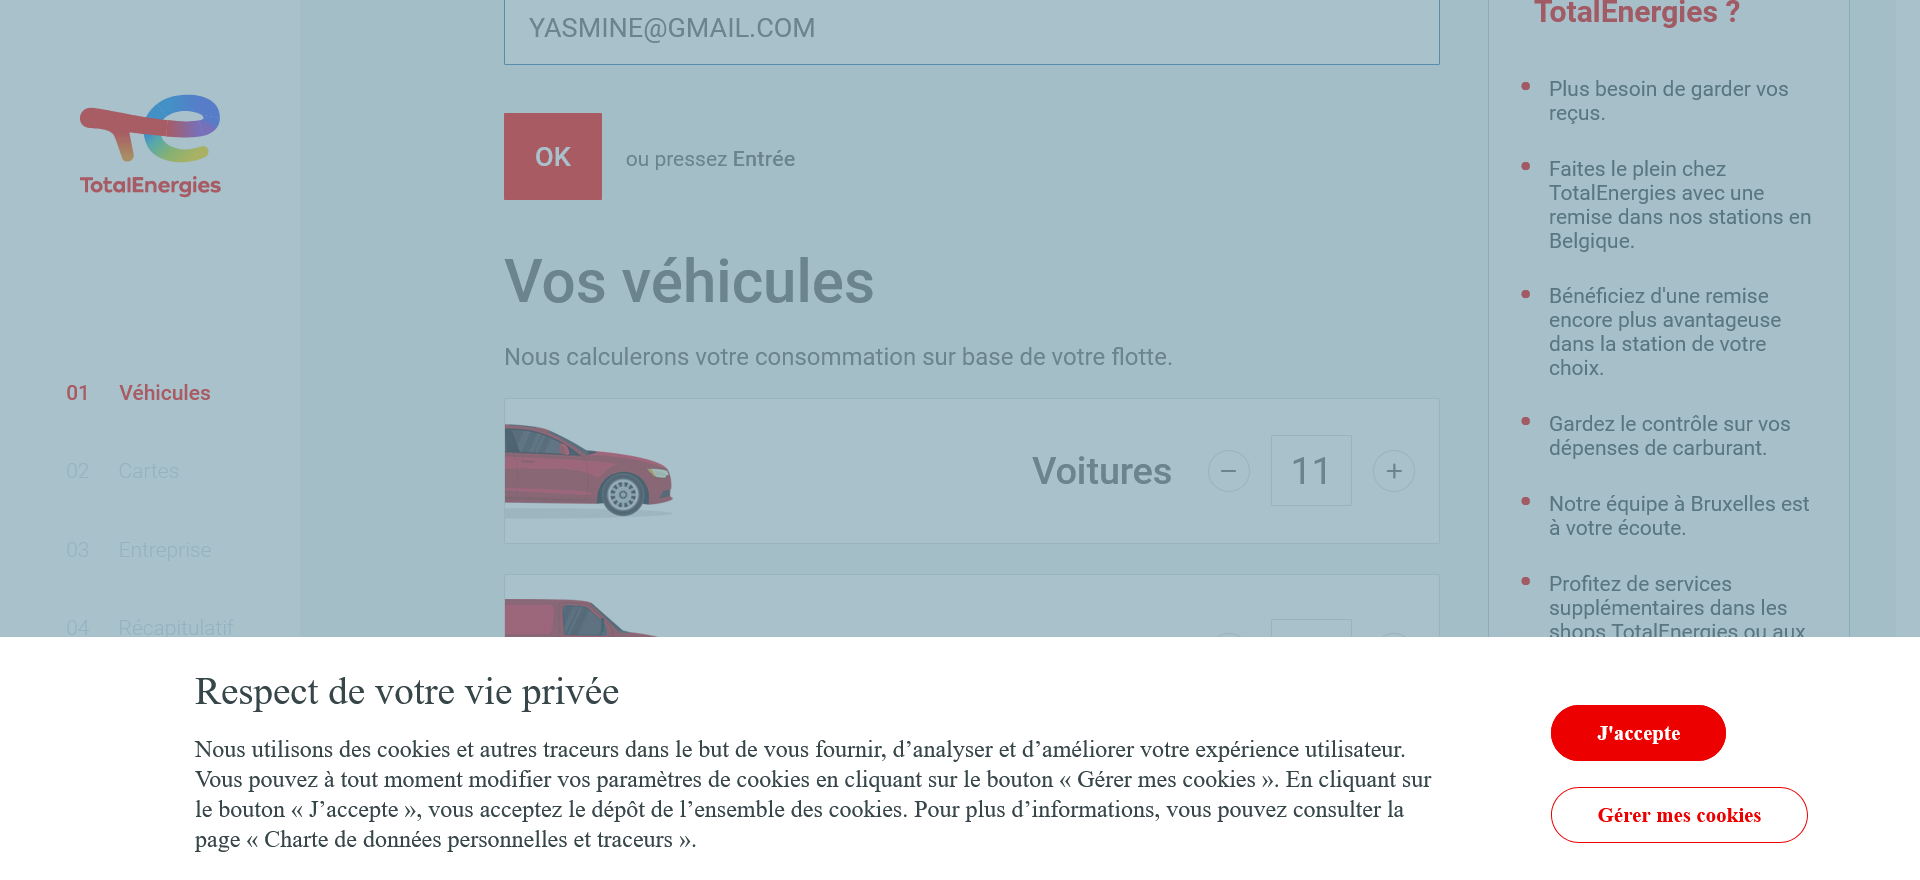 YASMINE@GMAIL.COM
OK
ou pressez Entrée
TotalEnergies
01 Véhicules
02 Cartes
03 Entreprise
04 Récapitulatif
Vos véhicules
Nous calculerons votre consommation sur base de votre flotte.
Voitures
−
11
+
TotalEnergies ?
Plus besoin de garder vos
reçus.
Faites le plein chez
TotalEnergies avec une
remise dans nos stations en
Belgique.
Bénéficiez d'une remise
encore plus avantageuse
dans la station de votre
choix.
Gardez le contrôle sur vos
dépenses de carburant.
Notre équipe à Bruxelles est
à votre écoute.
Profitez de services
supplémentaires dans les
shops TotalEnergies ou aux
Respect de votre vie privée
Nous utilisons des cookies et autres traceurs dans le but de vous fournir, d’analyser et d’améliorer votre expérience utilisateur.
Vous pouvez à tout moment modifier vos paramètres de cookies en cliquant sur le bouton « Gérer mes cookies ». En cliquant sur
le bouton « J’accepte », vous acceptez le dépôt de l’ensemble des cookies. Pour plus d’informations, vous pouvez consulter la
page « Charte de données personnelles et traceurs ».
J'accepte
Gérer mes cookies